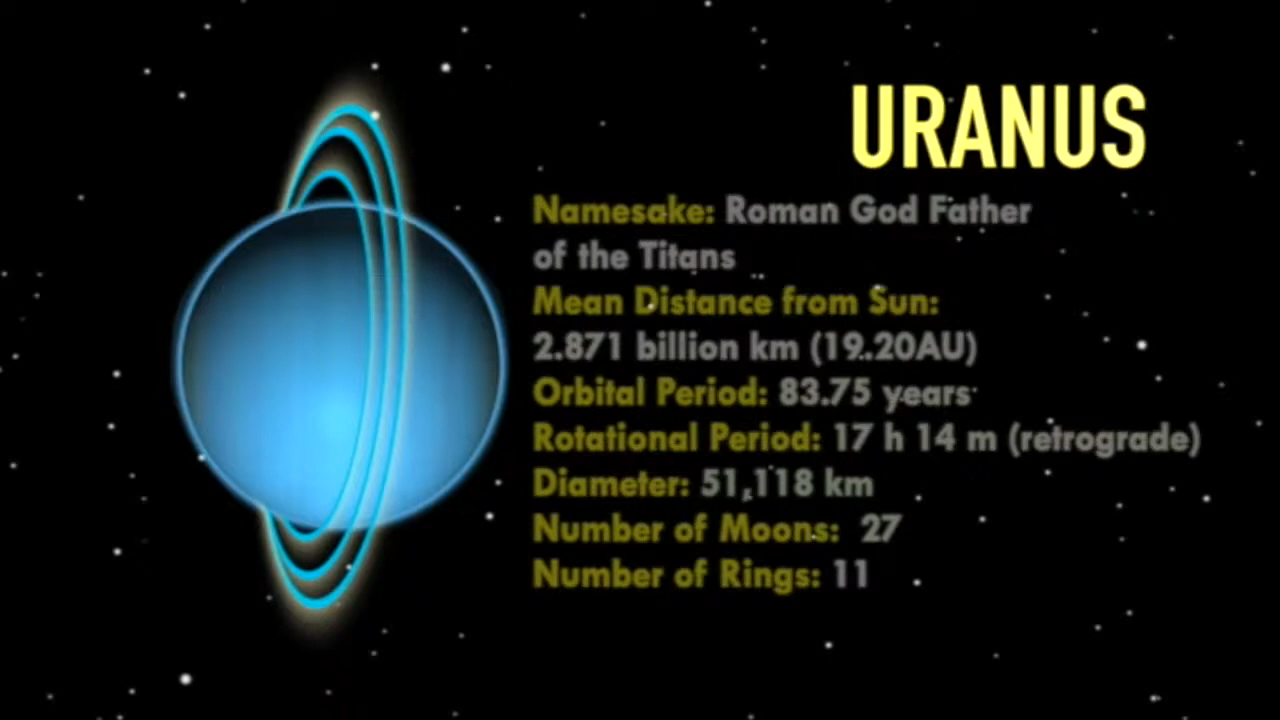 URANUS
Namesake: Roman God Father
of the Titans
Mean Distance from Sun:
2.871 billion km (19.20AU)
Orbital Period: 83.75 years
Rotational Period: 17 h 14 m (retrograde)
Diameter: 51,118 km
Number of Moons: 27
Number of Rings: 11